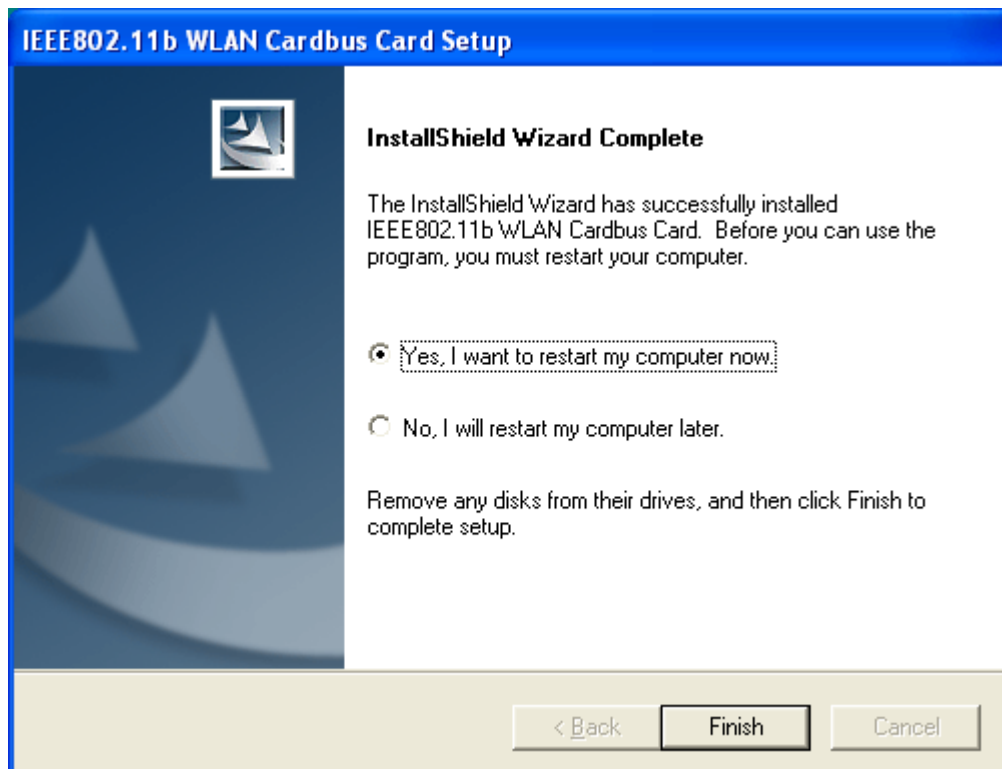 IEEE802.11b WLAN Cardbus Card Setup
InstallShield Wizard Complete
The InstallShield Wizard has successfully installed
IEEE802.11b WLAN Cardbus Card.  Before you can use the
program, you must restart your computer.
Yes, I want to restart my computer now.
No, I will restart my computer later.
Remove any disks from their drives, and then click Finish to
complete setup.
< Back
Finish
Cancel